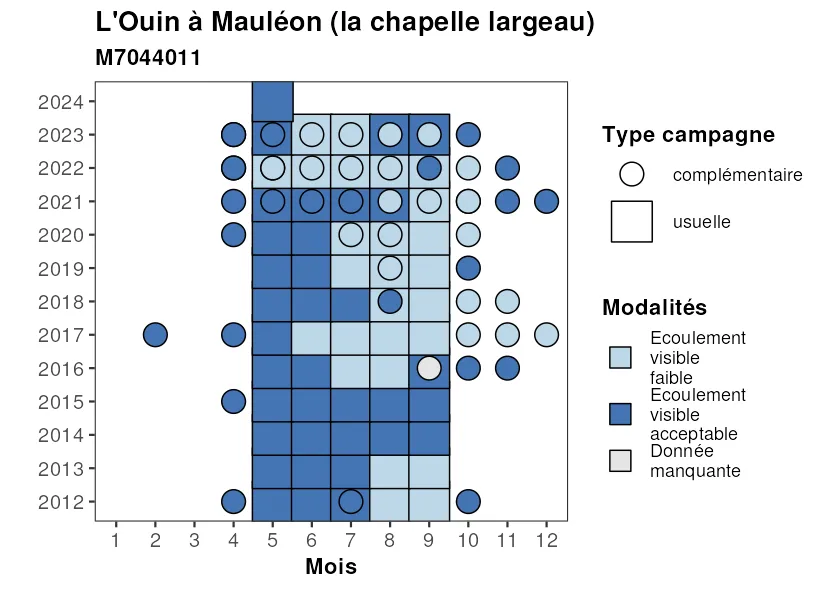 L'Ouin à Mauléon (la chapelle largeau)
M7044011
2024
2023
2022
2021
2020
2019
2018
2017
2016
2015
2014
2013
2012
1 2 3 4 5 6 7 8 9 10 11 12
Mois
Type campagne
complémentaire
usuelle
Modalités
Ecoulement
visible
faible
Ecoulement
visible
acceptable
Donnée
manquante